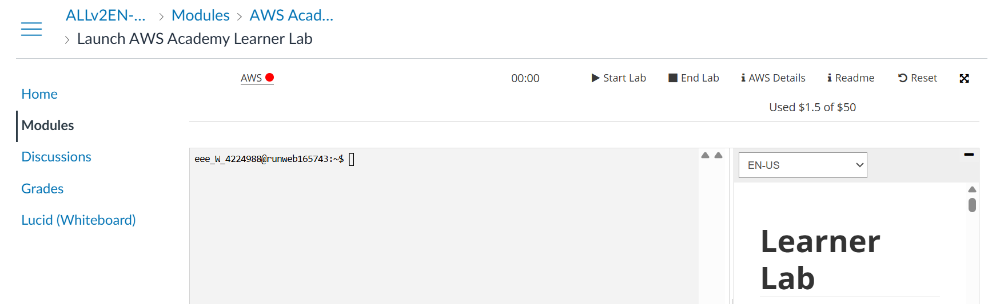 ALLv2EN-... > Modules > AWS Acad...
> Launch AWS Academy Learner Lab
AWS 00:00 Start Lab End Lab AWS Details Readme Reset
Used $1.5 of $50
Home
Modules
Discussions
Grades
Lucid (Whiteboard)
eee_W_4224988@runweb165743:~$
EN-US
Learner
Lab